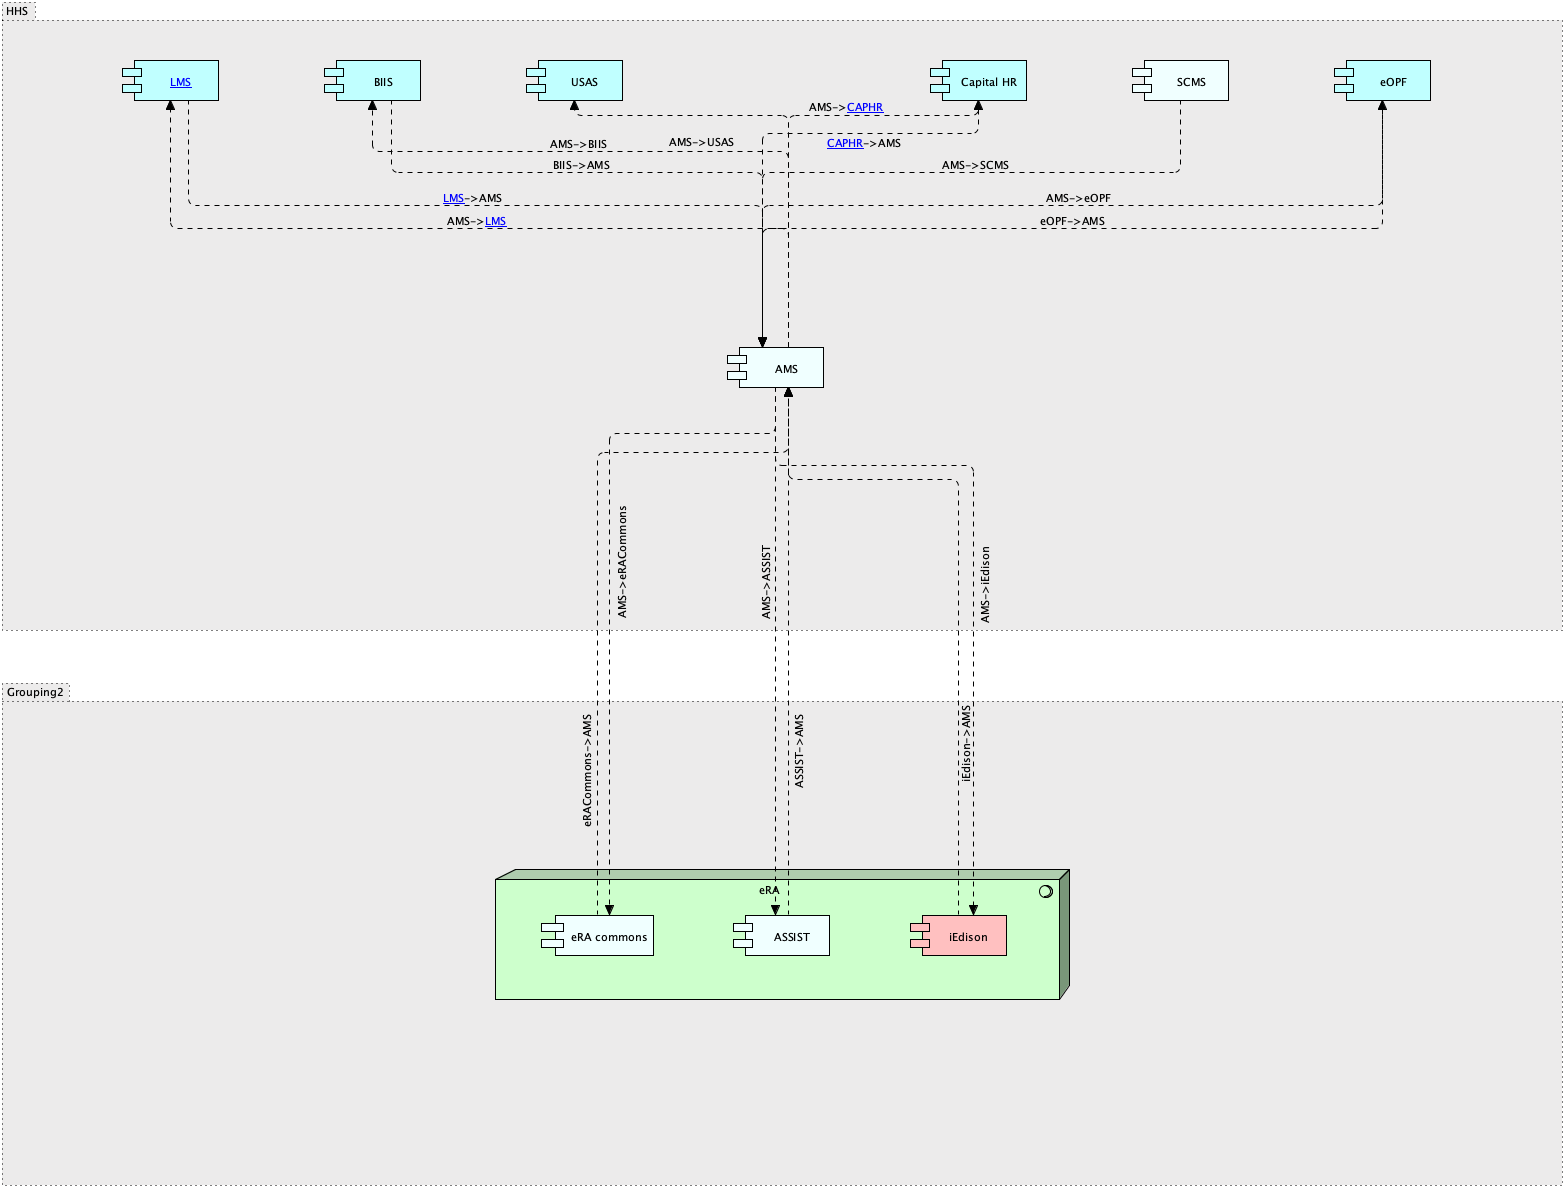 HHS
LMS
BIIS
USAS
Capital HR
SCMS
eOPF
AMS->CAPHR
AMS->BIIS
AMS->USAS
CAPHR->AMS
BIIS->AMS
AMS->SCMS
LMS->AMS
AMS->eOPF
AMS->LMS
eOPF->AMS
AMS
AMS->eRACommons
AMS->ASSIST
AMS->iEdison
Grouping2
eRACommons->AMS
ASSIST->AMS
iEdison->AMS
eRA
eRA commons
ASSIST
iEdison